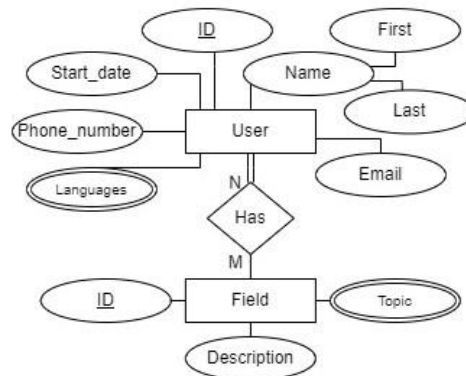 First
ID
Start_date
Name
Last
Phone_number
User
Languages
Email
N
Has
M
ID
Field
Topic
Description